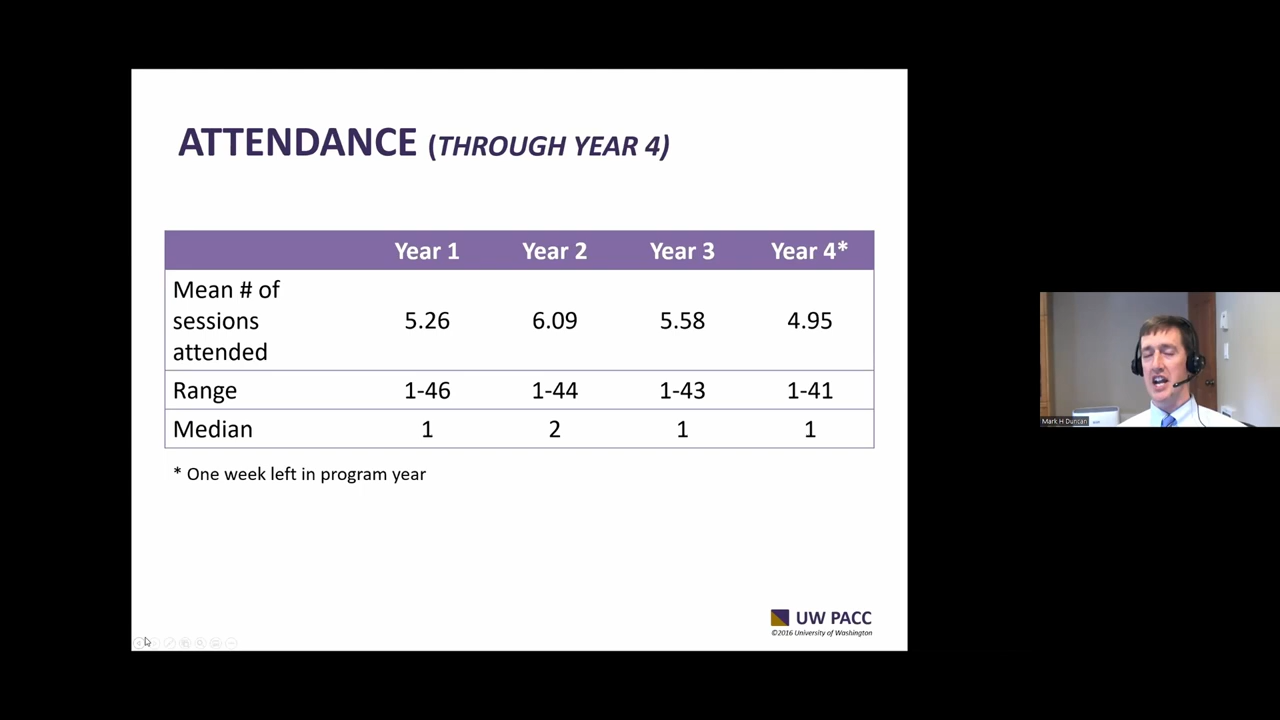 ATTENDANCE (THROUGH YEAR 4)
Year 1 Year 2 Year 3 Year 4*
Mean # of
sessions
attended
5.26 6.09 5.58 4.95
Range 1-46 1-44 1-43 1-41
Median 1 2 1 1
* One week left in program year
UW PACC
©2016 University of Washington
Mark H Duncan